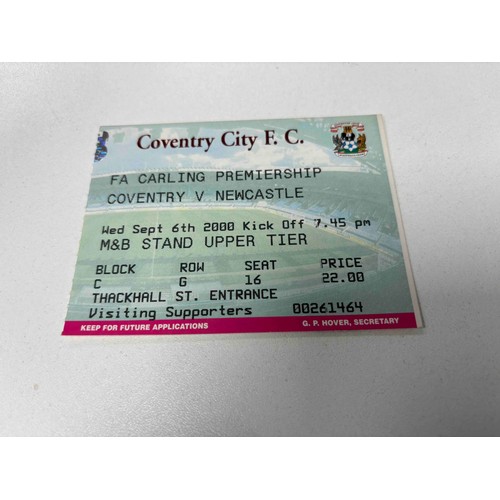 Coventry City F. C.
FA CARLING PREMIERSHIP
COVENTRY V NEWCASTLE
Wed Sept 6th 2000 Kick Off 7.45 pm
M&B STAND UPPER TIER
BLOCK ROW SEAT PRICE
C G 16 22.00
THACKHALL ST. ENTRANCE
Visiting Supporters 00261464
KEEP FOR FUTURE APPLICATIONS G. P. HOVER, SECRETARY